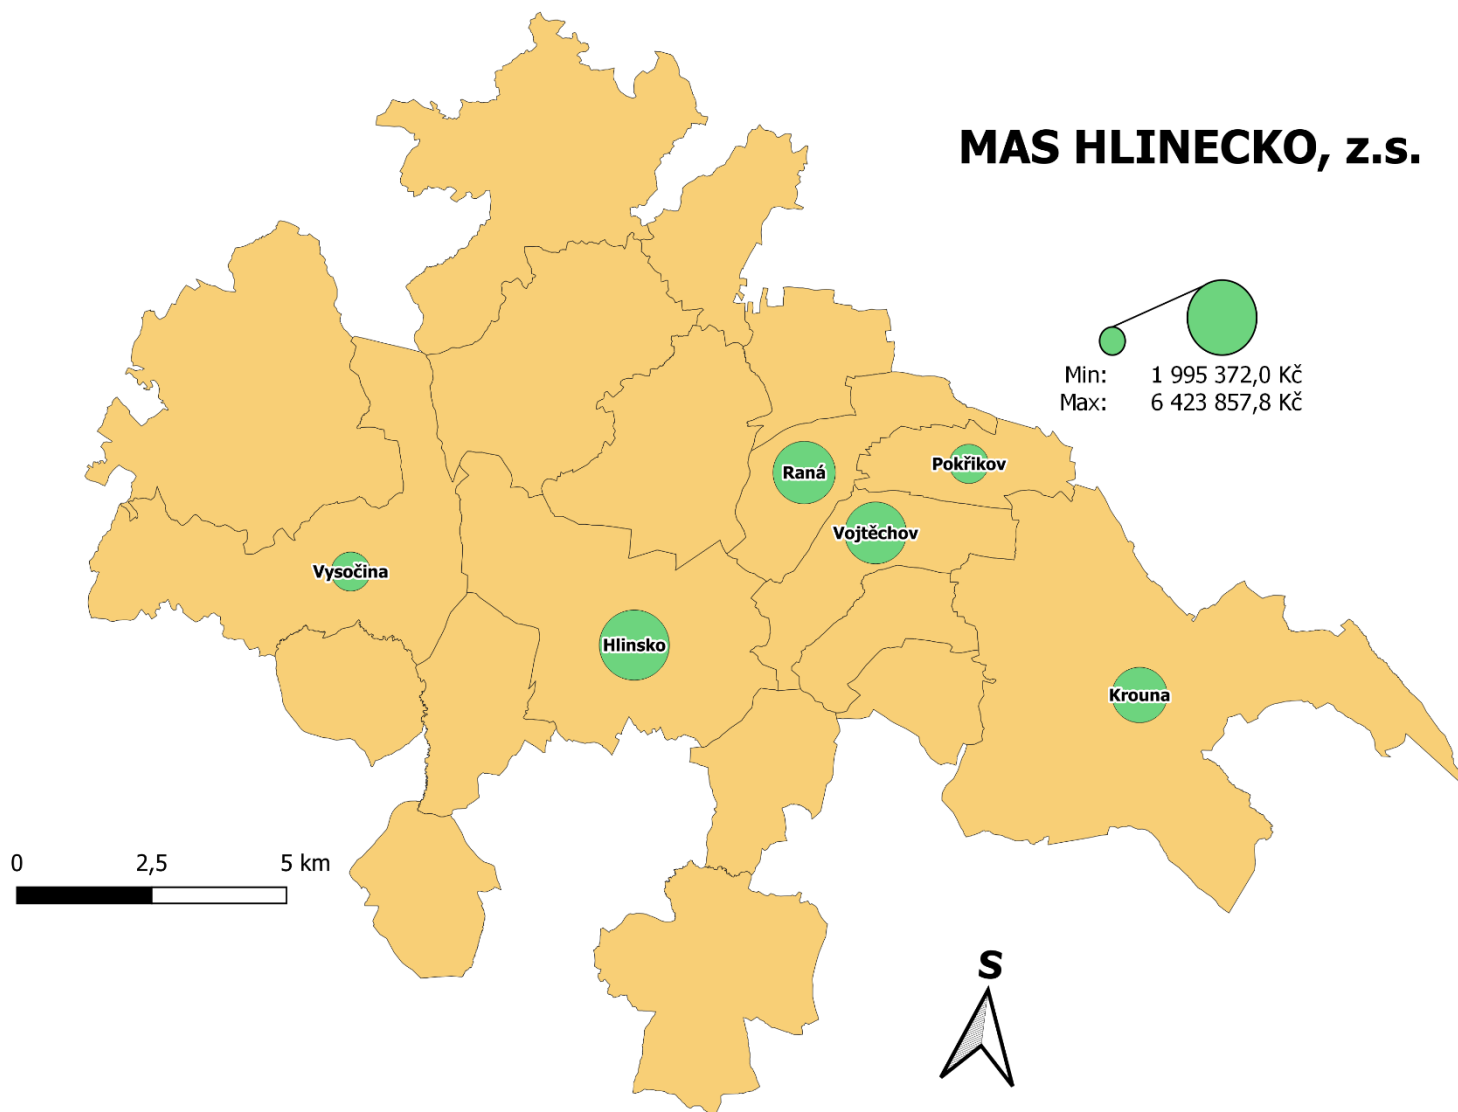 MAS HLINECKO, z.s.
Min: 1 995 372,0 Kč
Max: 6 423 857,8 Kč
Raná
Pokřikov
Vojtěchov
Vysočina
Hlinsko
Krouna
0 2,5 5 km
S